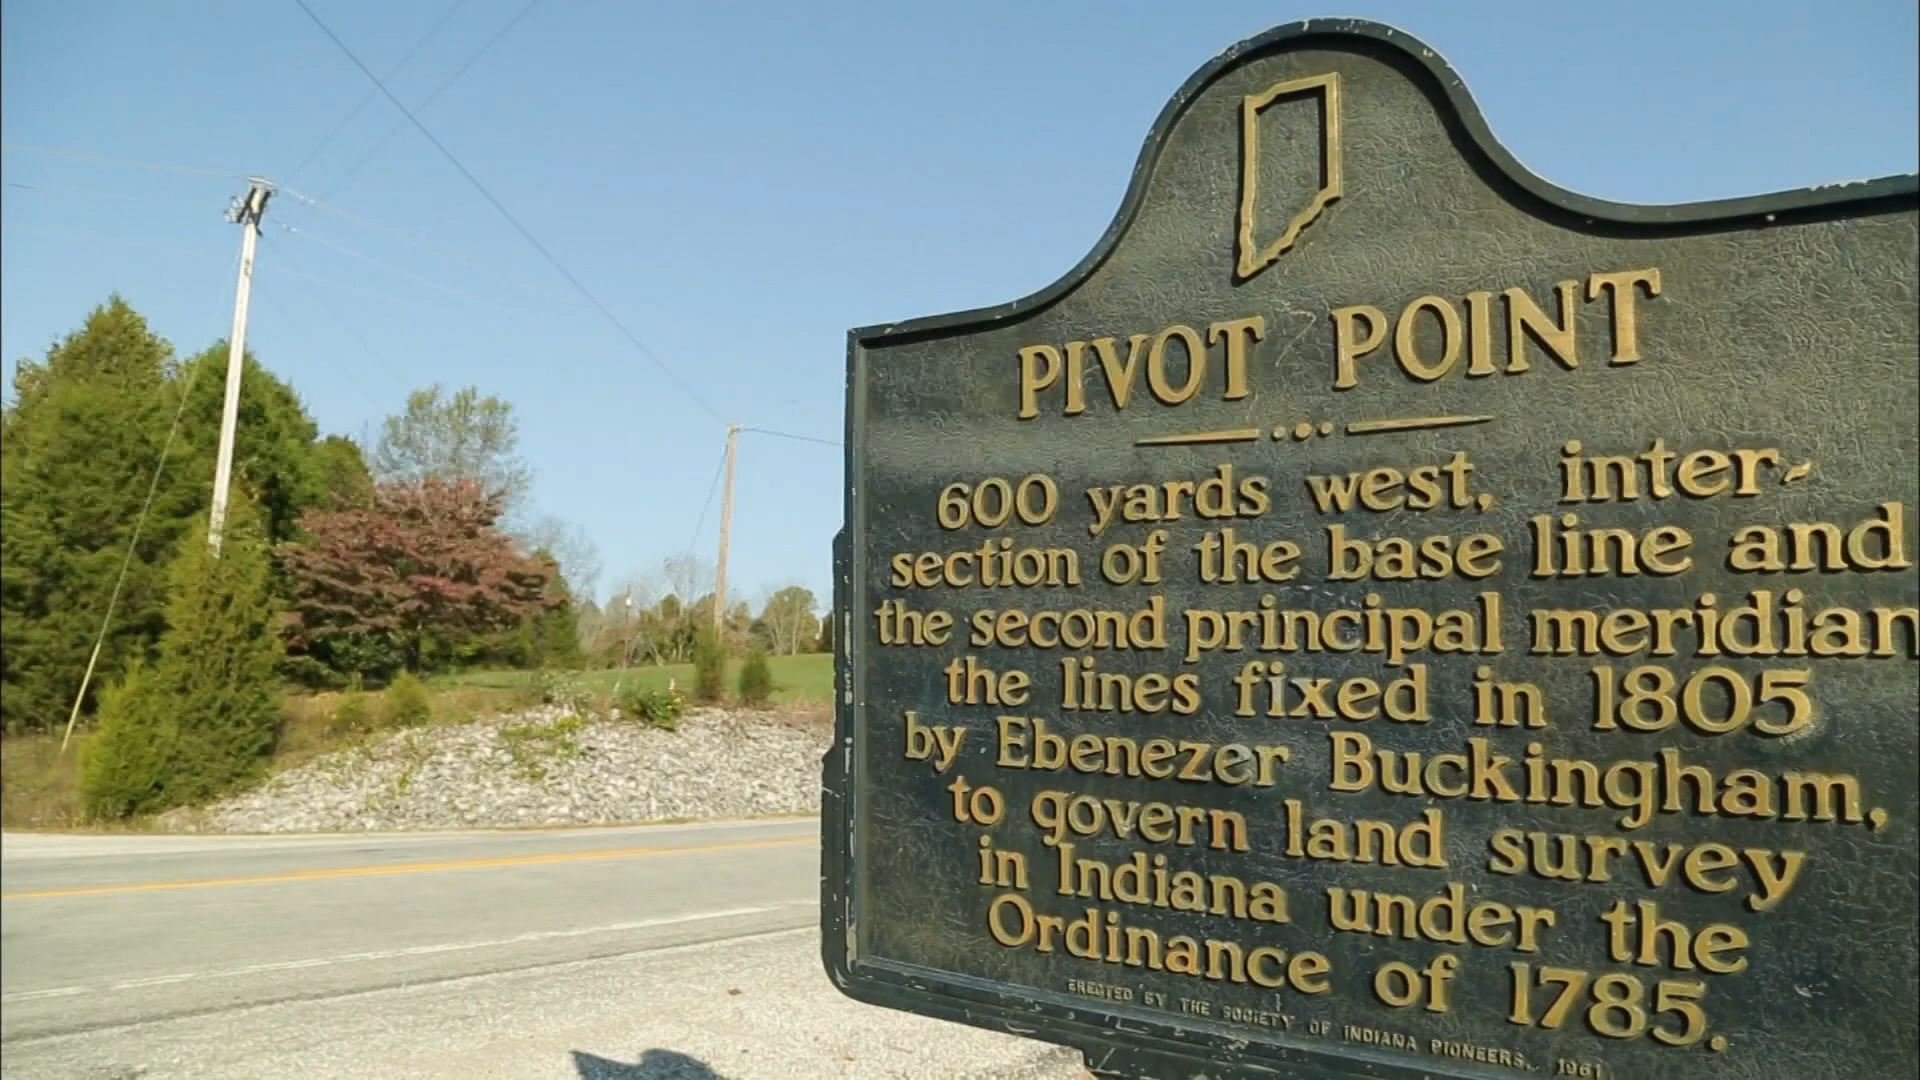 PIVOT POINT
600 yards west, inter-
section of the base line and
the second principal meridian
the lines fixed in 1805
by Ebenezer Buckingham,
to govern land survey
in Indiana under the
Ordinance of 1785.
ERECTED BY THE SOCIETY OF INDIANA PIONEERS, 1961